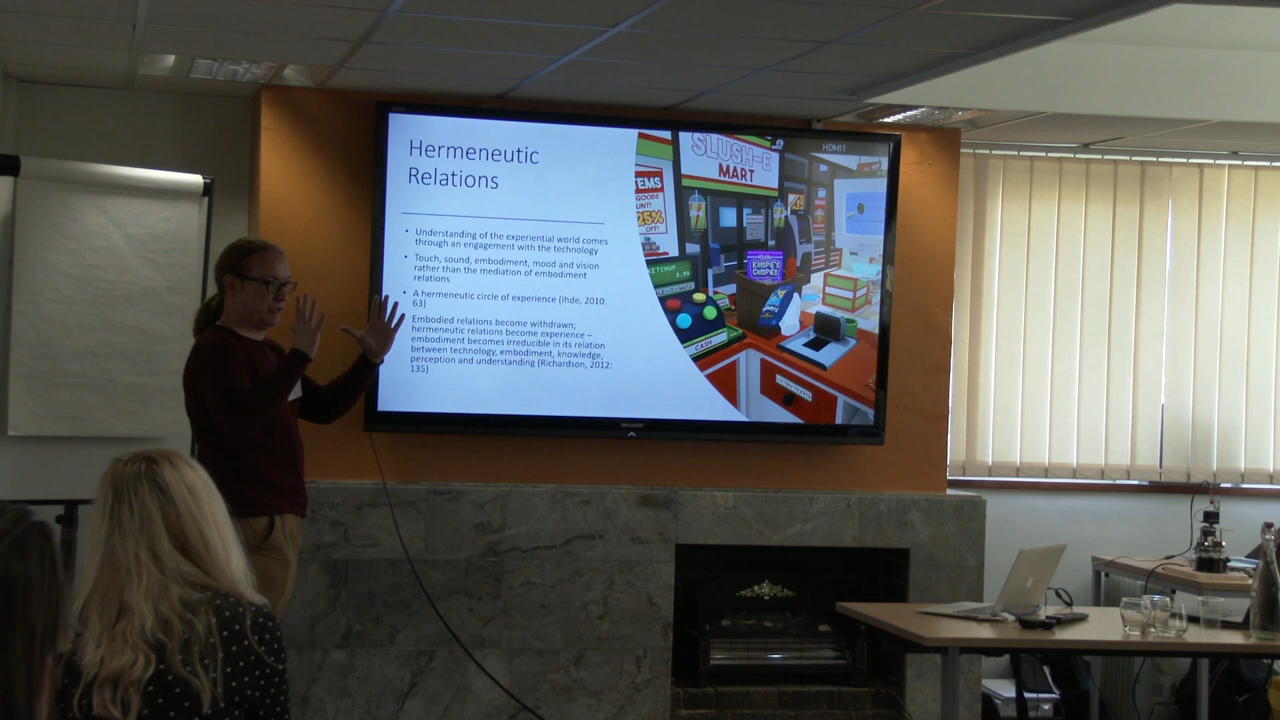 Hermeneutic
Relations
• Understanding of the experiential world comes
through an engagement with the technology
• Touch, sound, embodiment, mood and vision
rather than the mediation of embodiment
relations
• A hermeneutic circle of experience (Ihde, 2010:
63)
Embodied relations become withdrawn;
hermeneutic relations become experience –
embodiment becomes irreducible in its relation
between technology, embodiment, knowledge,
perception and understanding (Richardson, 2012:
135)
HDMI1
SLUSH-E
MART
25%
OFF!
KETCHUP
CASH
SHARP